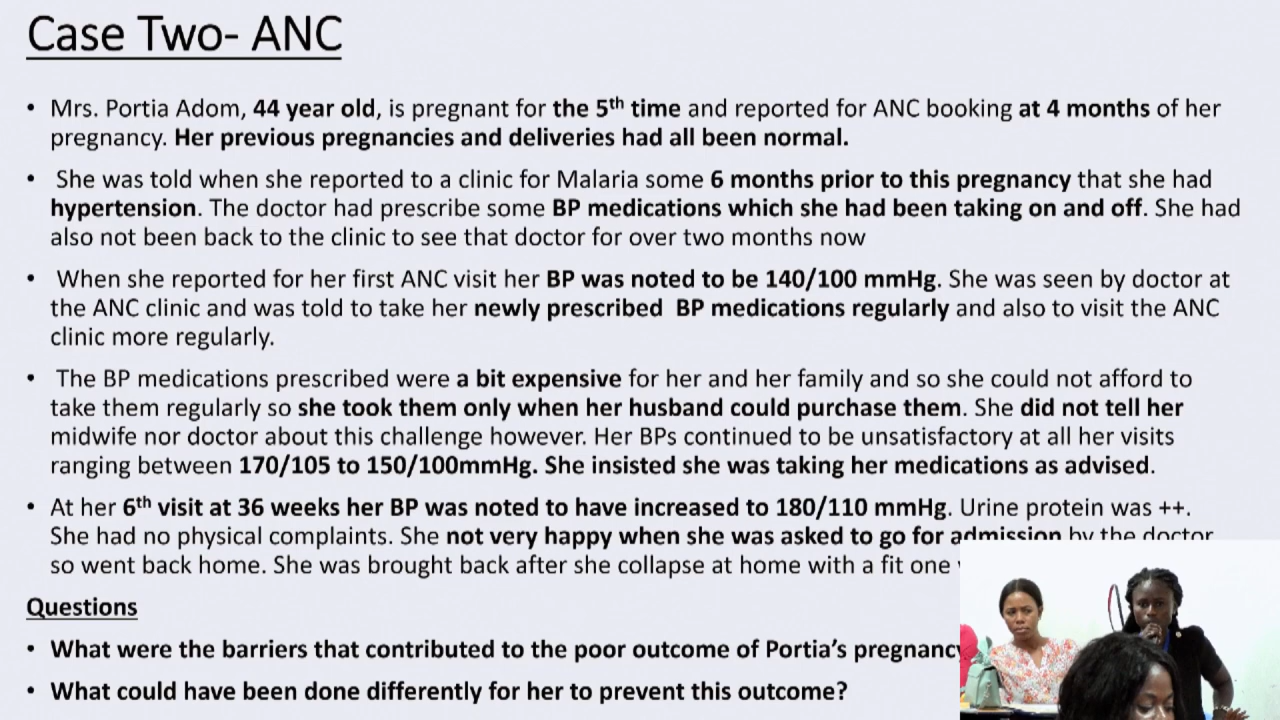 Case Two- ANC
• Mrs. Portia Adom, 44 year old, is pregnant for the 5th time and reported for ANC booking at 4 months of her
pregnancy. Her previous pregnancies and deliveries had all been normal.
• She was told when she reported to a clinic for Malaria some 6 months prior to this pregnancy that she had
hypertension. The doctor had prescribe some BP medications which she had been taking on and off. She had
also not been back to the clinic to see that doctor for over two months now
• When she reported for her first ANC visit her BP was noted to be 140/100 mmHg. She was seen by doctor at
the ANC clinic and was told to take her newly prescribed BP medications regularly and also to visit the ANC
clinic more regularly.
• The BP medications prescribed were a bit expensive for her and her family and so she could not afford to
take them regularly so she took them only when her husband could purchase them. She did not tell her
midwife nor doctor about this challenge however. Her BPs continued to be unsatisfactory at all her visits
ranging between 170/105 to 150/100mmHg. She insisted she was taking her medications as advised.
• At her 6th visit at 36 weeks her BP was noted to have increased to 180/110 mmHg. Urine protein was ++.
She had no physical complaints. She not very happy when she was asked to go for admission by the doctor
so went back home. She was brought back after she collapse at home with a fit one
Questions
• What were the barriers that contributed to the poor outcome of Portia's pregnancy
• What could have been done differently for her to prevent this outcome?